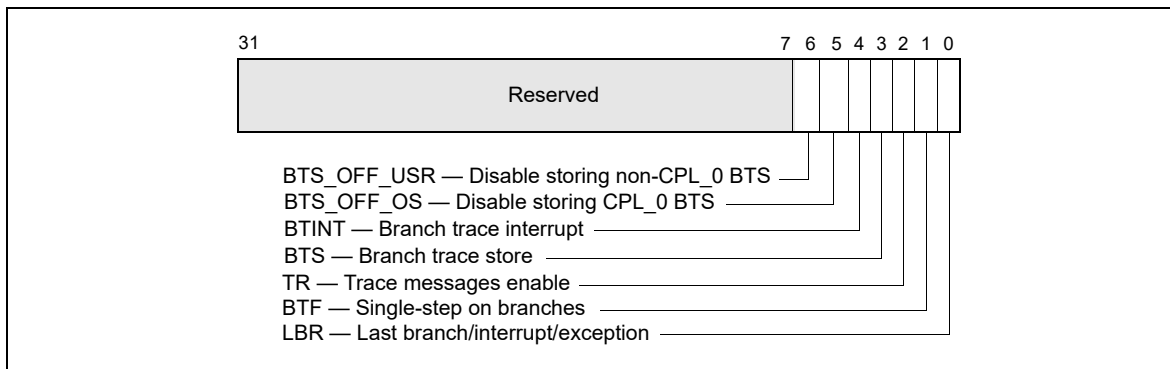 31 7 6 5 4 3 2 1 0
Reserved
BTS_OFF_USR — Disable storing non-CPL_0 BTS
BTS_OFF_OS — Disable storing CPL_0 BTS
BTINT — Branch trace interrupt
BTS — Branch trace store
TR — Trace messages enable
BTF — Single-step on branches
LBR — Last branch/interrupt/exception